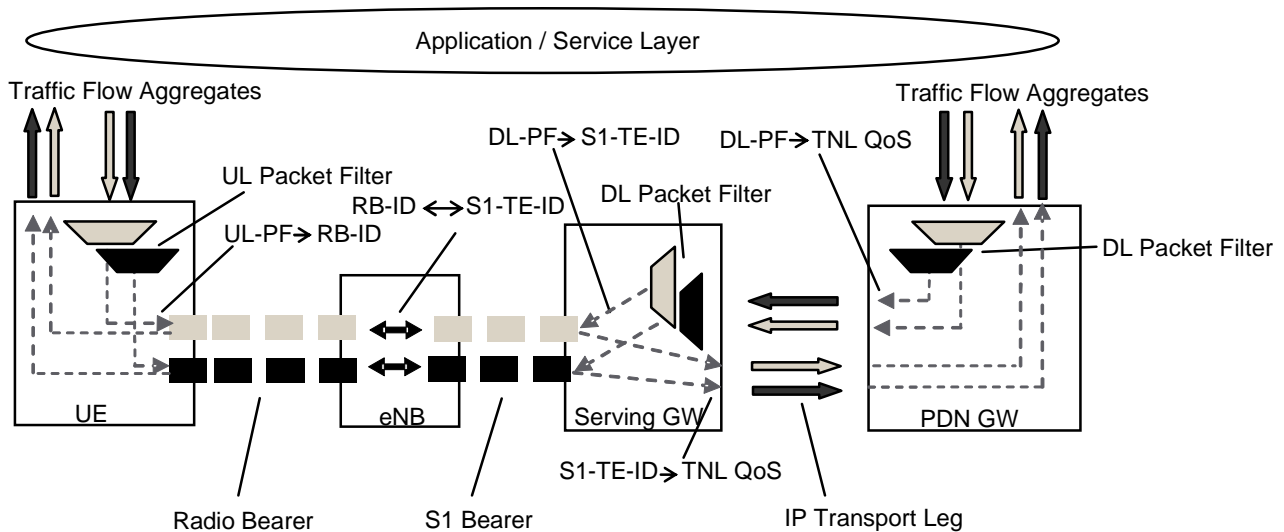 Application / Service Layer
Traffic Flow Aggregates
Traffic Flow Aggregates
DL-PF→S1-TE-ID
DL-PF→TNL QoS
UL Packet Filter
DL Packet Filter
RB-ID ↔ S1-TE-ID
UL-PF→RB-ID
DL Packet Filter
UE
eNB
Serving GW
PDN GW
S1-TE-ID→TNL QoS
Radio Bearer
S1 Bearer
IP Transport Leg